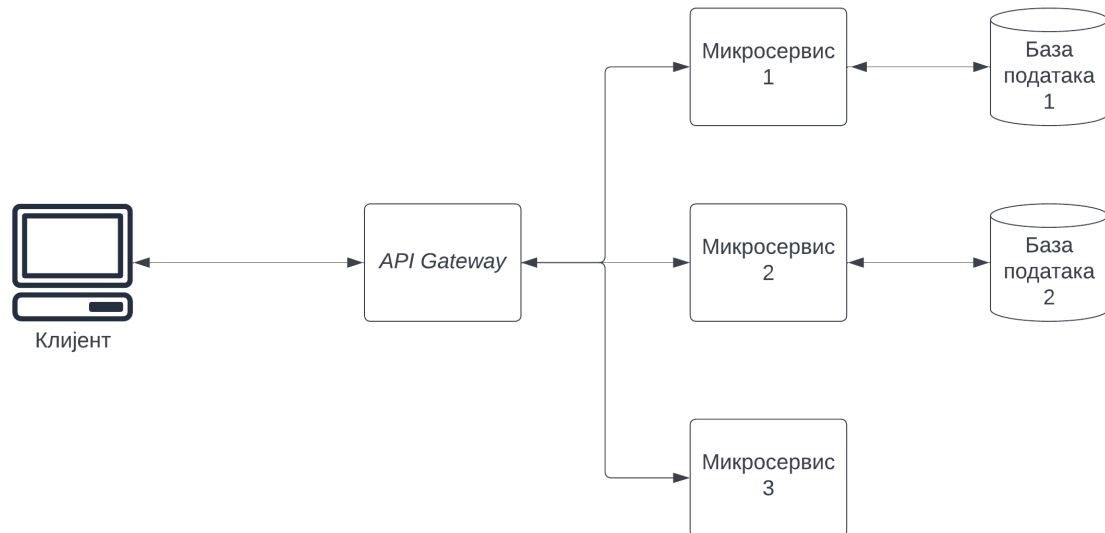 Микросервис
1
База
података
1
Клијент
API Gateway
Микросервис
2
База
података
2
Микросервис
3